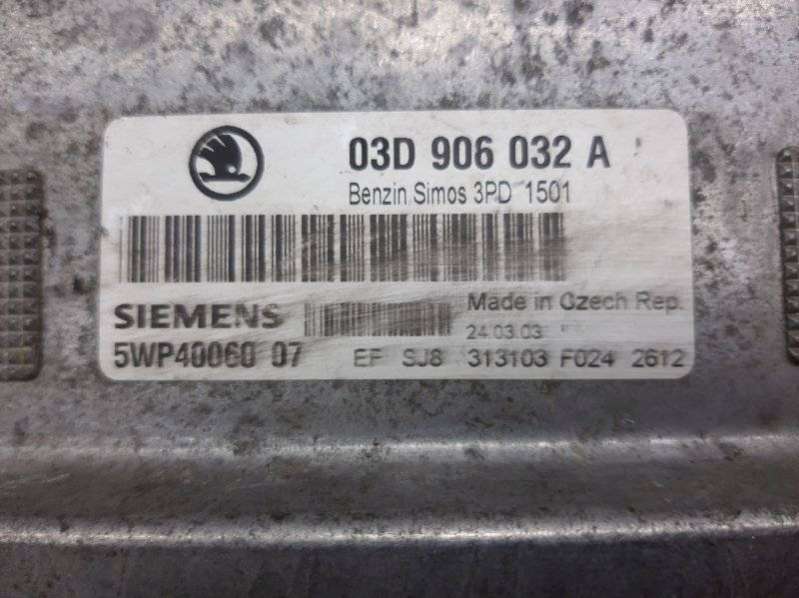 03D 906 032 A
Benzin Simos 3PD 1501
SIEMENS
Made in Czech Rep.
24.03.03
5WP40060 07 EF SJ8 313103 F024 2612